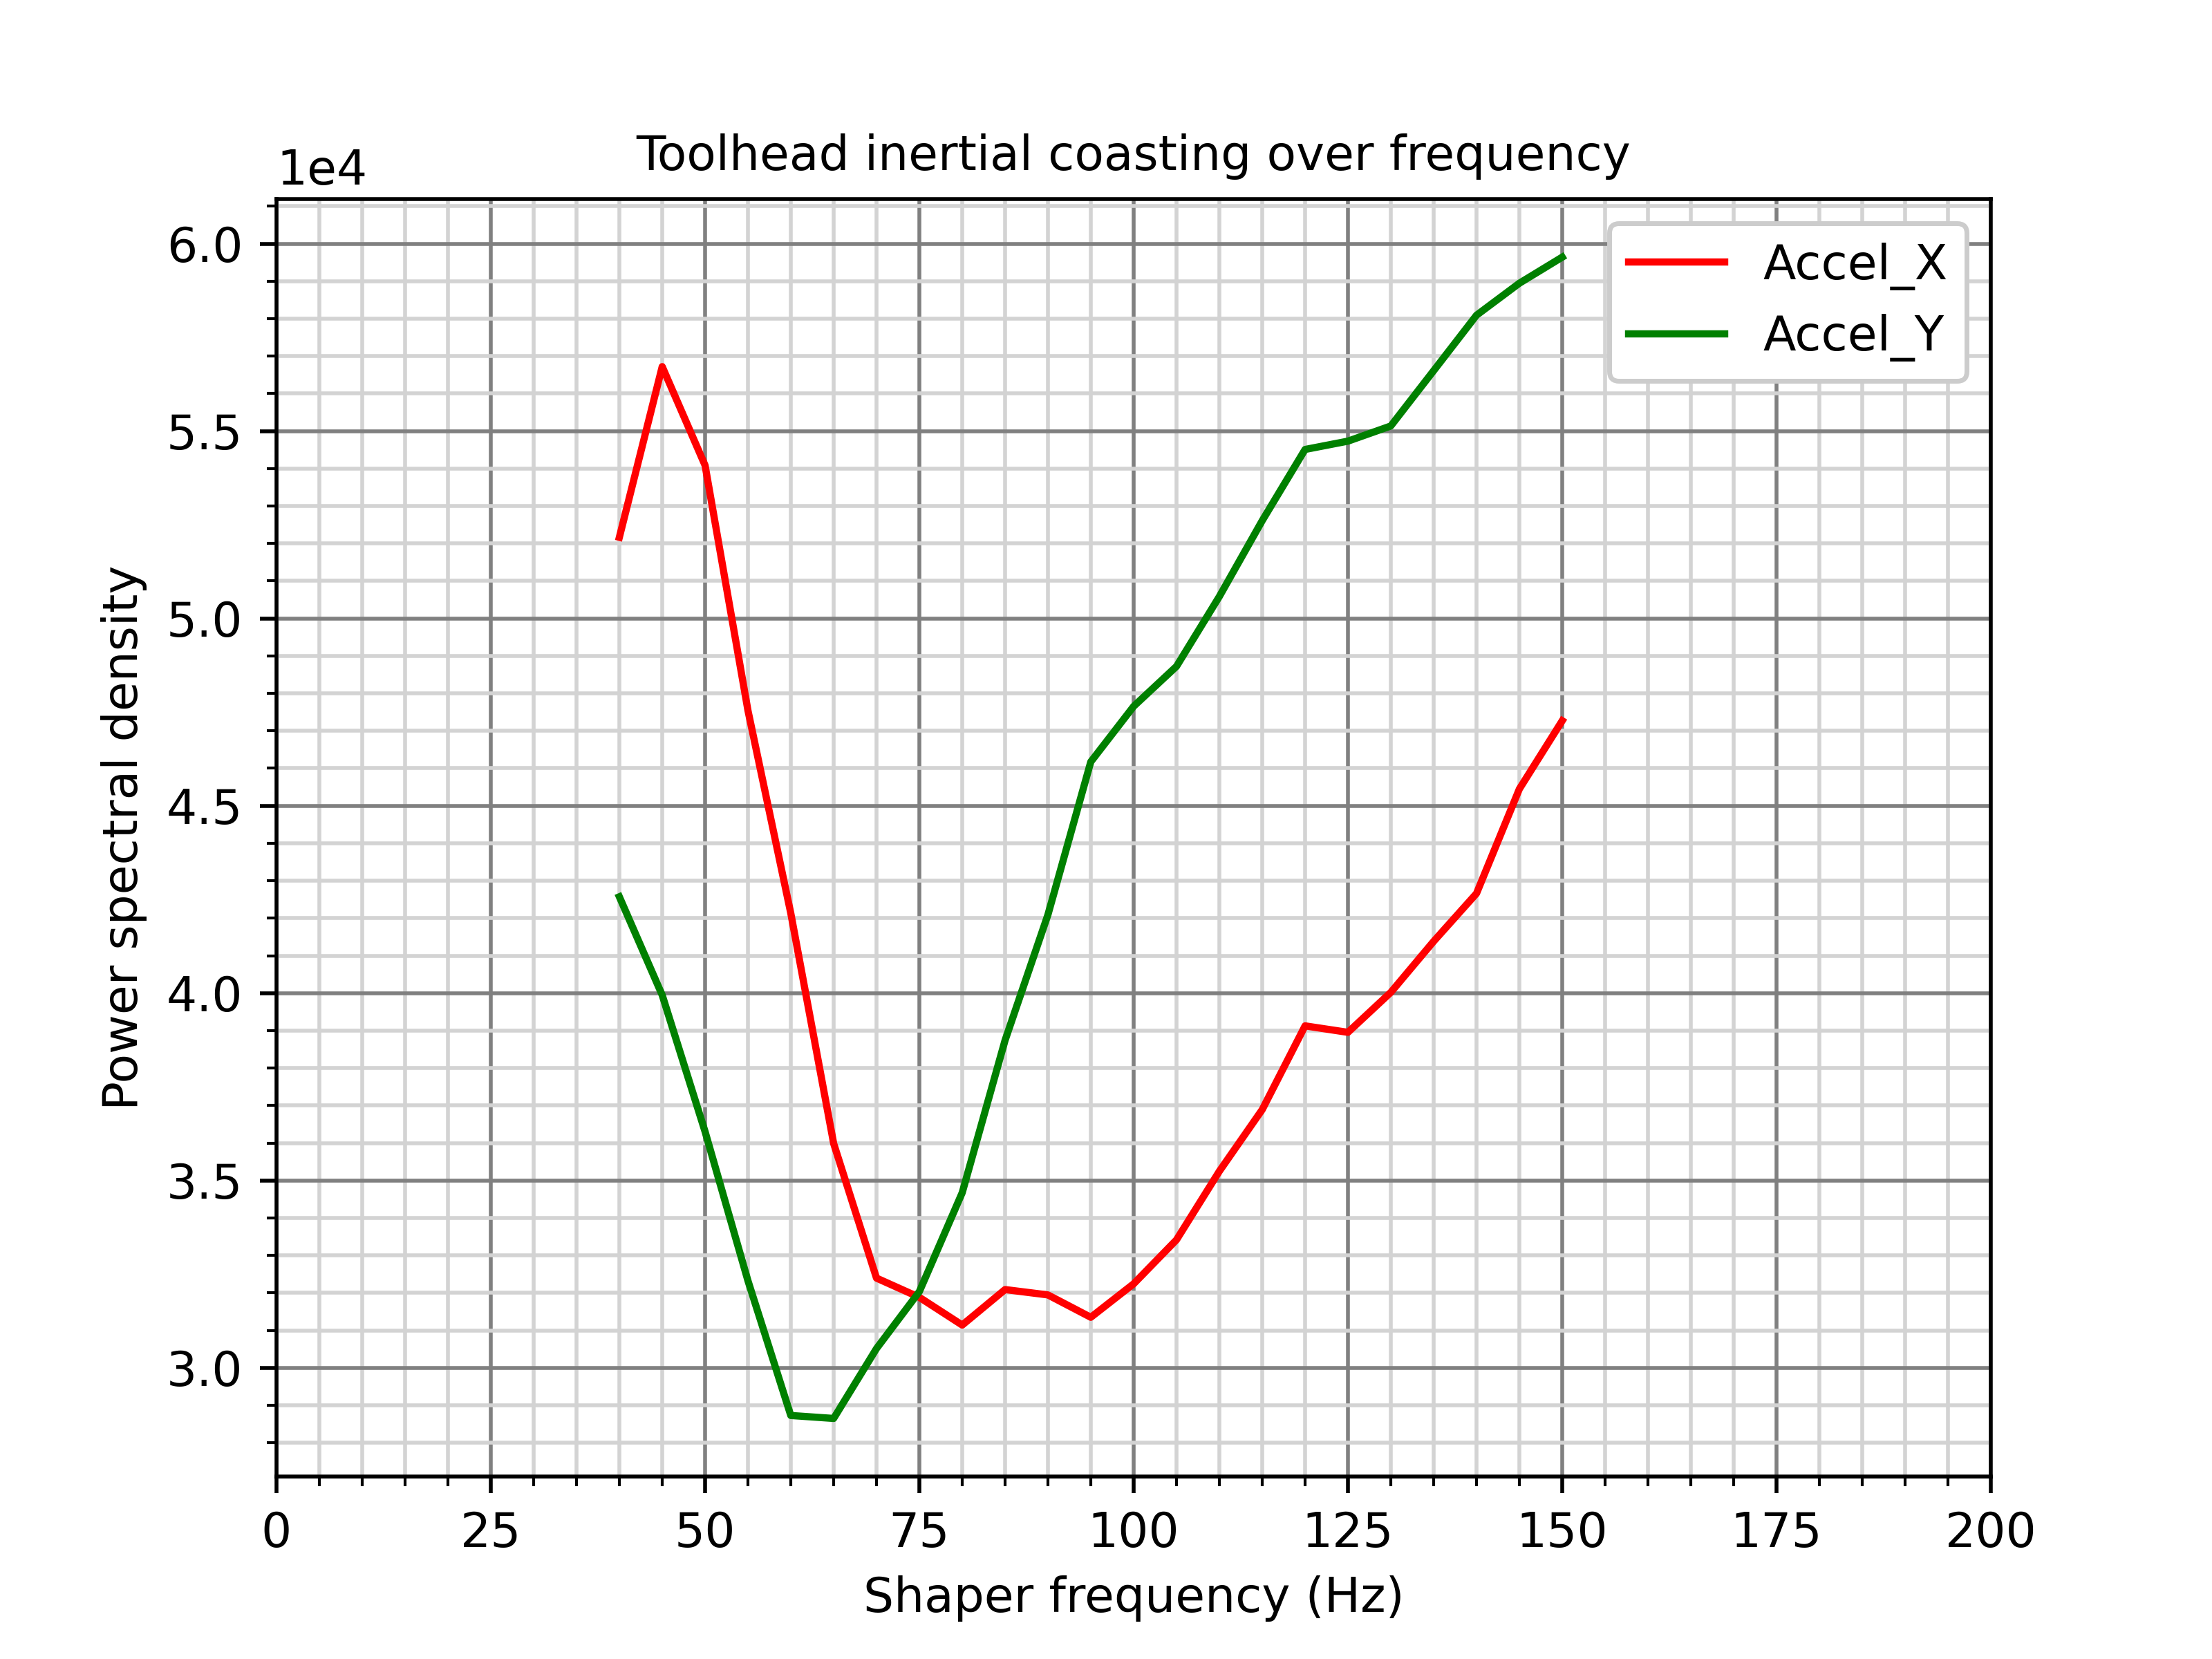 Toolhead inertial coasting over frequency
1e4
6.0
5.5
5.0
4.5
4.0
3.5
3.0
Power spectral density
Accel_X
Accel_Y
0 25 50 75 100 125 150 175 200
Shaper frequency (Hz)